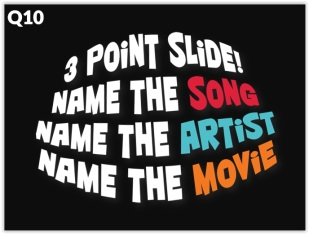 Q10
3 POiNT SLiDE!
NAME THE SONG
NAME THE ARTiST
NAME THE MOViE